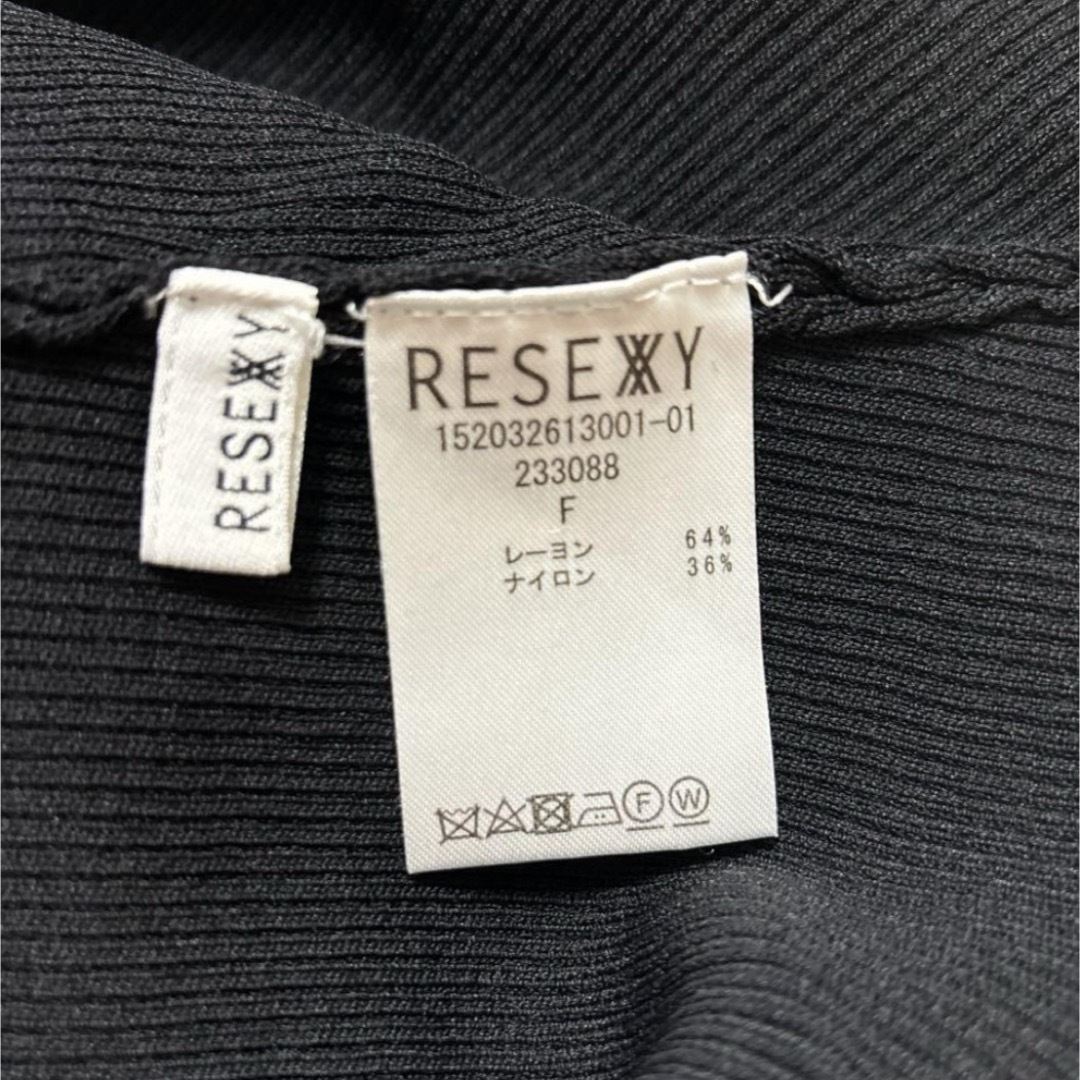 RESEXXY
RESEXXY
152032613001-01
233088
F
レーヨン 64%
ナイロン 36%
F W